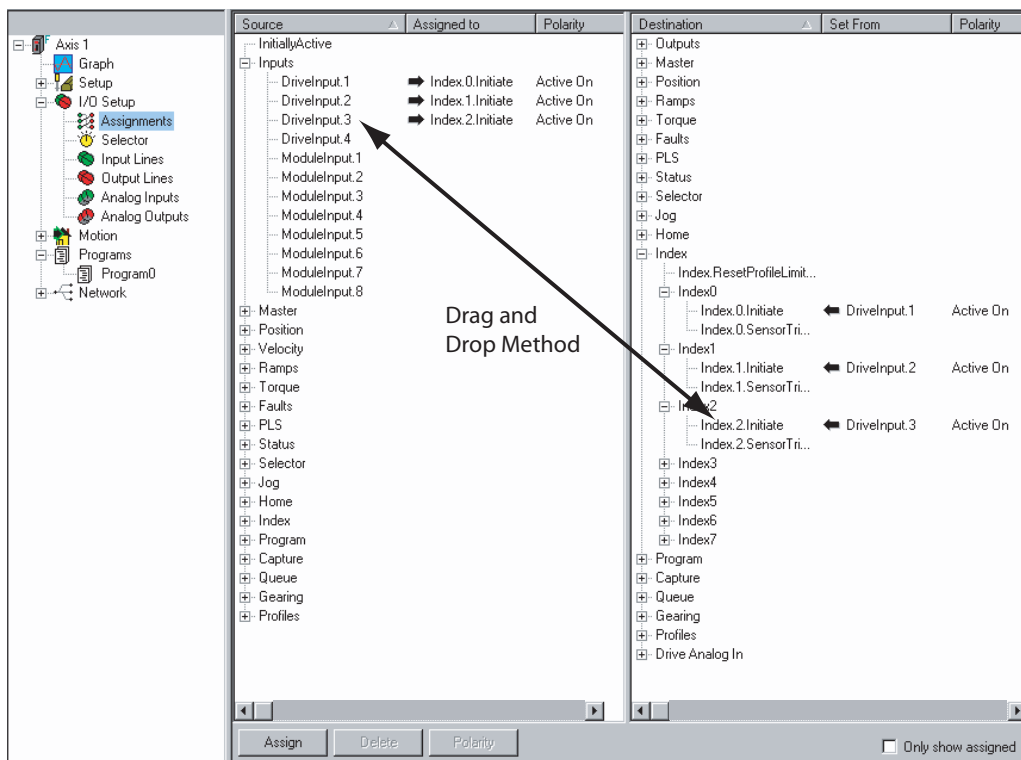 Axis 1
Graph
Setup
I/O Setup
Assignments
Selector
Input Lines
Output Lines
Analog Inputs
Analog Outputs
Motion
Programs
Program0
Network
Source Assigned to Polarity
InitiallyActive
Inputs
DriveInput.1 Index.0.Initiate Active On
DriveInput.2 Index.1.Initiate Active On
DriveInput.3 Index.2.Initiate Active On
DriveInput.4
ModuleInput.1
ModuleInput.2
ModuleInput.3
ModuleInput.4
ModuleInput.5
ModuleInput.6
ModuleInput.7
ModuleInput.8
Master
Position
Velocity
Ramps
Torque
Faults
PLS
Status
Selector
Jog
Home
Index
Program
Capture
Queue
Gearing
Profiles
Drag and
Drop Method
Destination Set From Polarity
Outputs
Master
Position
Ramps
Torque
Faults
PLS
Status
Selector
Jog
Home
Index
Index.ResetProfileLimit...
Index0
Index.0.Initiate DriveInput.1 Active On
Index.0.SensorTri...
Index1
Index.1.Initiate DriveInput.2 Active On
Index.1.SensorTri...
Index2
Index.2.Initiate DriveInput.3 Active On
Index.2.SensorTri...
Index3
Index4
Index5
Index6
Index7
Program
Capture
Queue
Gearing
Profiles
Drive Analog In
Assign Delete Polarity
Only show assigned